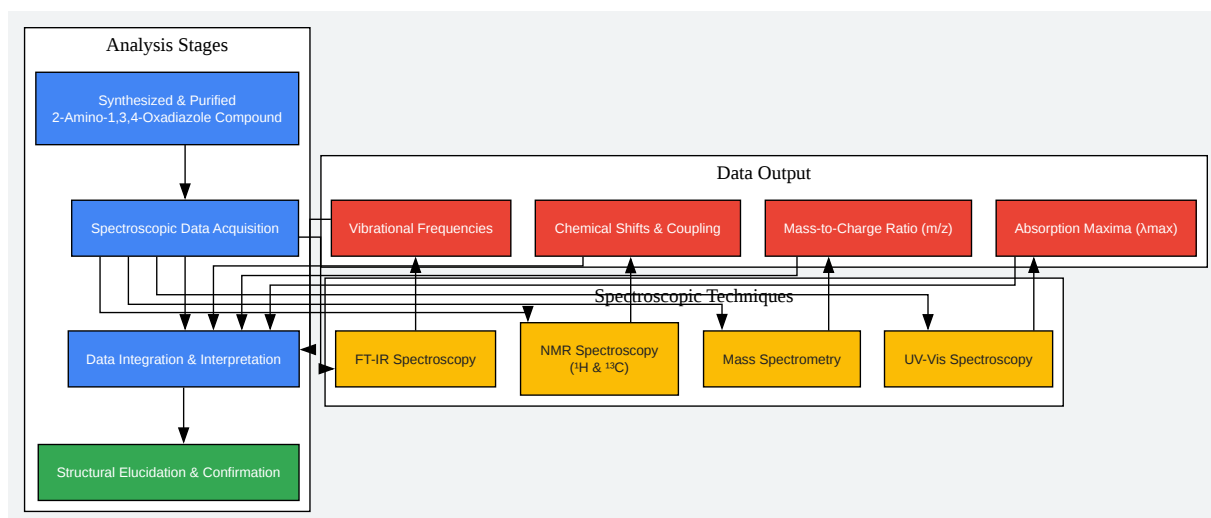 Analysis Stages
Synthesized & Purified
2-Amino-1,3,4-Oxadiazole Compound
Spectroscopic Data Acquisition
Data Integration & Interpretation
Structural Elucidation & Confirmation
Data Output
Vibrational Frequencies
Chemical Shifts & Coupling
Mass-to-Charge Ratio (m/z)
Absorption Maxima (λmax)
Spectroscopic Techniques
FT-IR Spectroscopy
NMR Spectroscopy
(¹H & ¹³C)
Mass Spectrometry
UV-Vis Spectroscopy